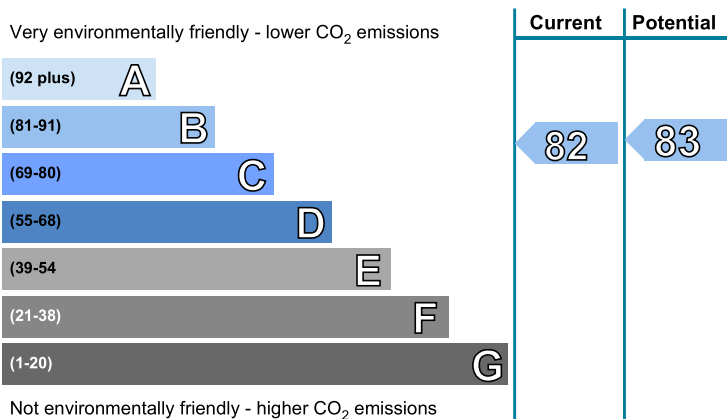 Current Potential
Very environmentally friendly - lower CO2 emissions
(92 plus) A
(81-91) B
82 83
(69-80) C
(55-68) D
(39-54 E
(21-38) F
(1-20) G
Not environmentally friendly - higher CO2 emissions